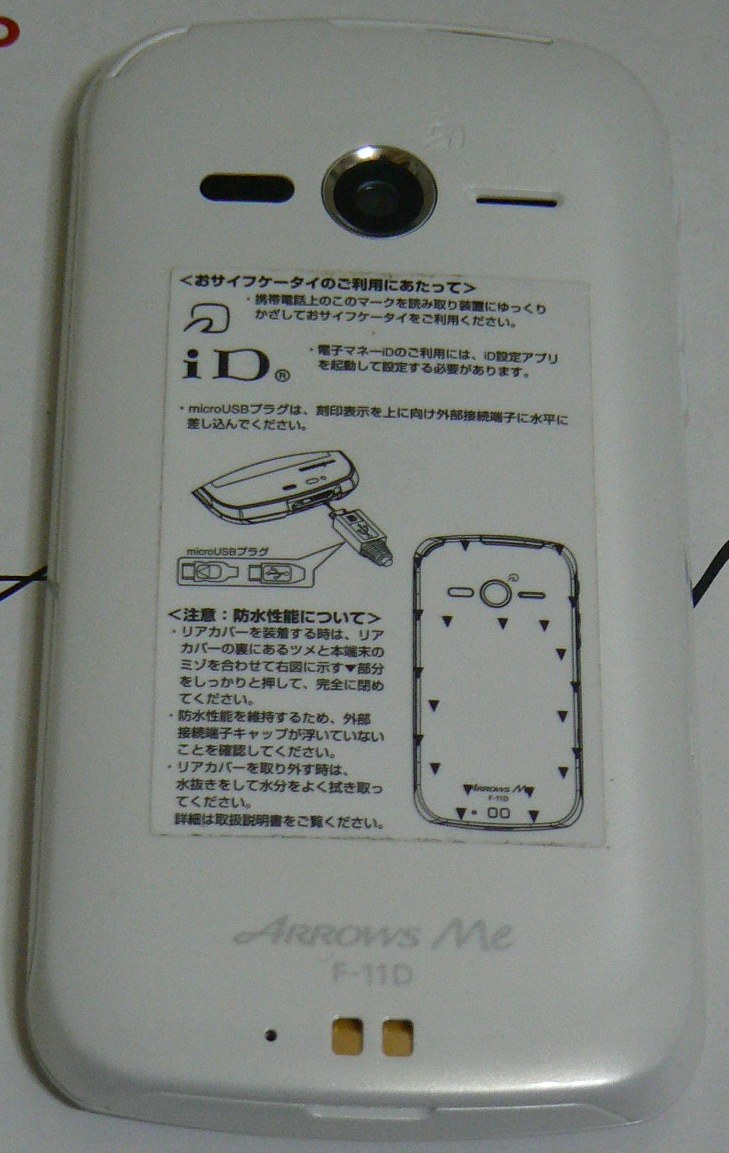 <おサイフケータイのご利用にあたって>
・携帯電話上のこのマークを読み取り装置にゆっくり
かざしておサイフケータイをご利用ください。
iD®
・電子マネーiDのご利用には、iD設定アプリ
を起動して設定する必要があります。
・microUSBプラグは、刻印表示を上に向け外部接続端子に水平に
差し込んでください。
microUSBプラグ
<注意：防水性能について>
・リアカバーを装着する時は、リア
カバーの裏にあるツメと本端末の
ミゾを合わせて右図に示す▼部分
をしっかりと押して、完全に閉め
てください。
・防水性能を維持するため、外部
接続端子キャップが浮いていない
ことを確認してください。
・リアカバーを取り外す時は、
水抜きをして水分をよく拭き取っ
てください。
詳細は取扱説明書をご覧ください。
ARROWS Me
F-11D
ARROWS Me
F-11D